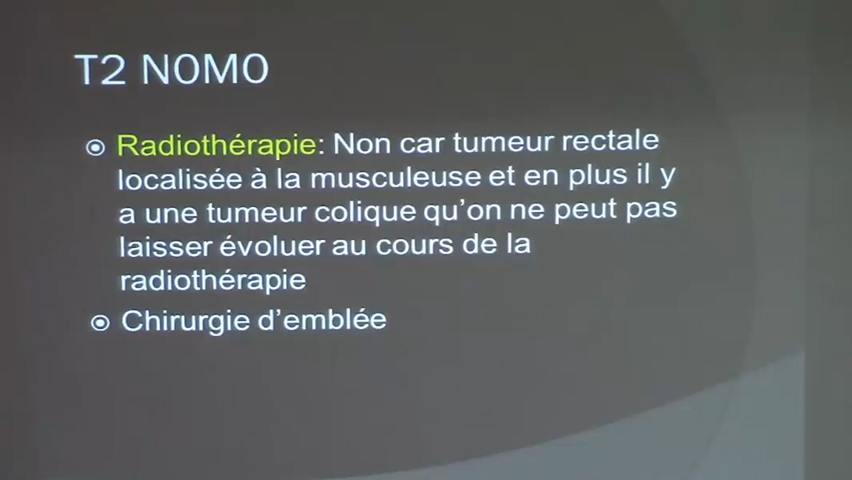 T2 N0M0
Radiothérapie: Non car tumeur rectale
localisée à la musculeuse et en plus il y
a une tumeur colique qu'on ne peut pas
laisser évoluer au cours de la
radiothérapie
Chirurgie d'emblée